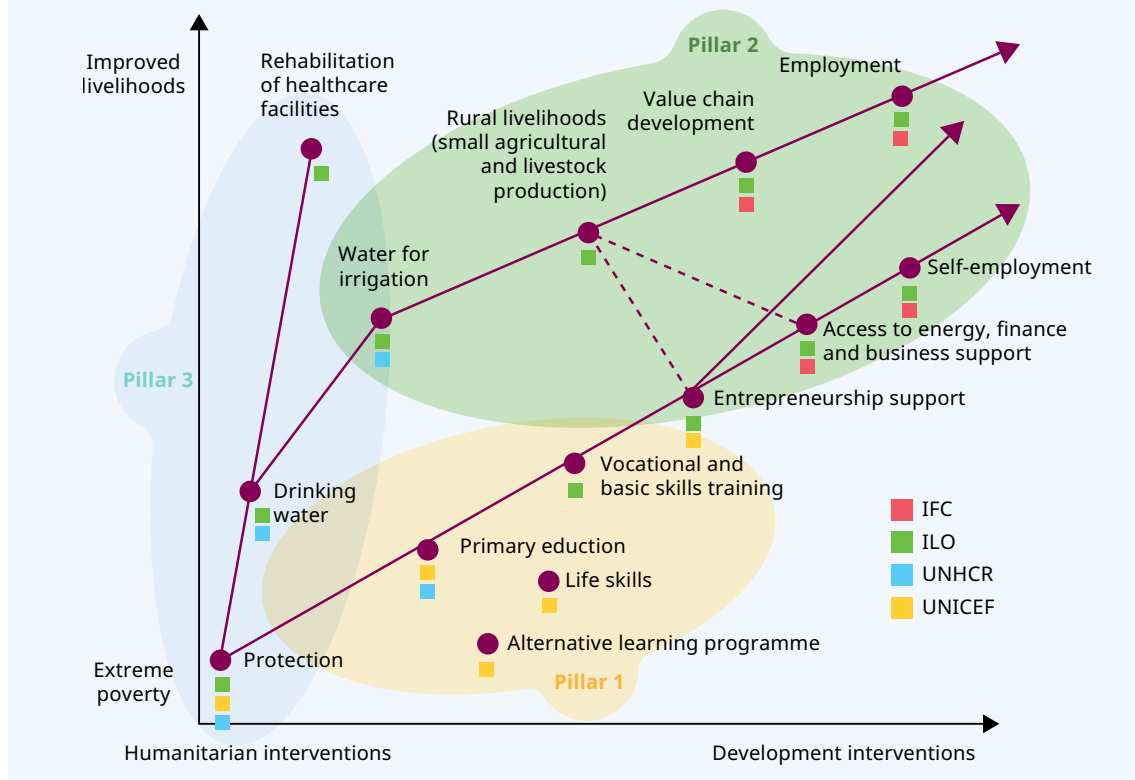 Pillar 2
Improved
livelihoods
Rehabilitation
of healthcare
facilities
Employment
Value chain
development
Rural livelihoods
(small agricultural
and livestock
production)
Water for
irrigation
Self-employment
Access to energy, finance
and business support
Pillar 3
Entrepreneurship support
Vocational and
basic skills training
Drinking
water
Primary eduction
Life skills
Alternative learning programme
Protection
Extreme
poverty
Pillar 1
IFC
ILO
UNHCR
UNICEF
Humanitarian interventions
Development interventions